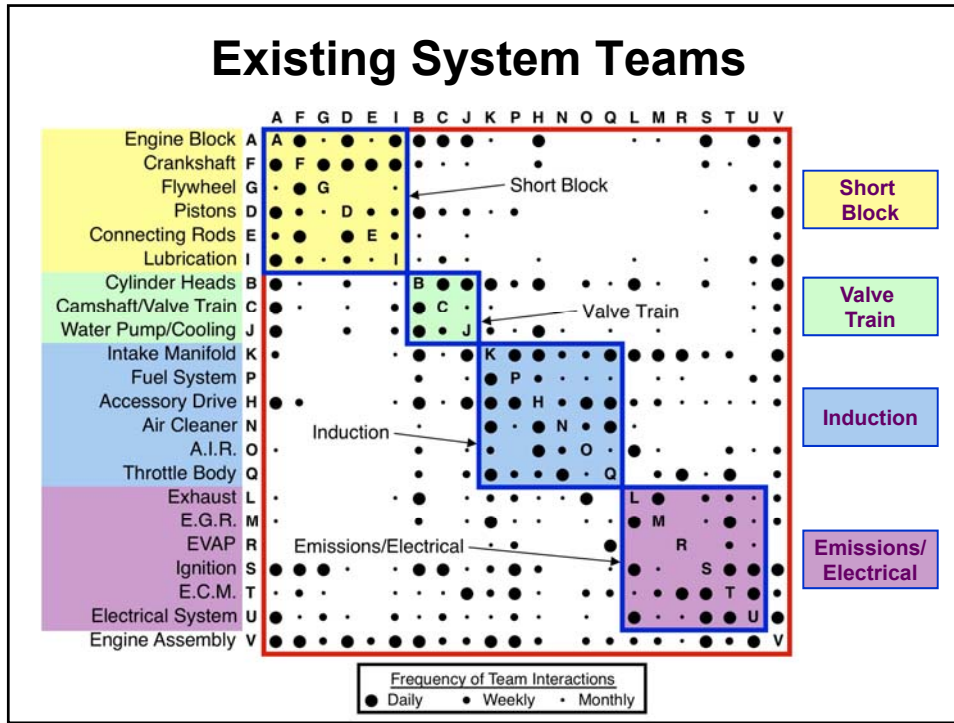 Existing System Teams
A F G D E I B C J K P H N O Q L M R S T U V
Engine Block A A
Crankshaft F F
Flywheel G G
Short Block
Pistons D D
Connecting Rods E E
Lubrication I I
Cylinder Heads B B
Camshaft/Valve Train C C
Valve Train
Water Pump/Cooling J J
Intake Manifold K K
Fuel System P P
Accessory Drive H H
Air Cleaner N N
Induction
A.I.R. O O
Throttle Body Q Q
Exhaust L L
E.G.R. M M
EVAP R R
Emissions/Electrical
Ignition S S
E.C.M. T T
Electrical System U U
Engine Assembly V V
Short
Block
Valve
Train
Induction
Emissions/
Electrical
Frequency of Team Interactions
● Daily • Weekly · Monthly